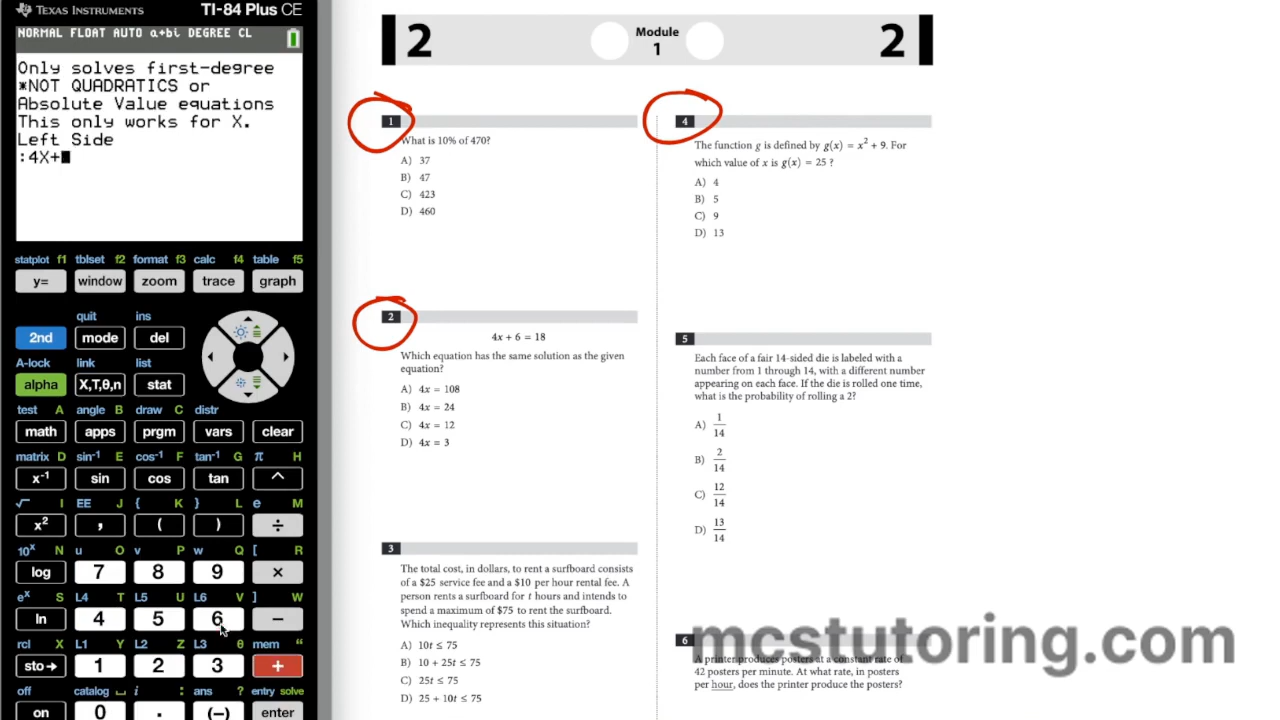 TEXAS INSTRUMENTS TI-84 Plus CE
NORMAL FLOAT AUTO a+bi DEGREE CL
Only solves first-degree
*NOT QUADRATICS or
Absolute Value equations
This only works for X.
Left Side
:4X+
statplot f1 tblset f2 format f3 calc f4 table f5
y= window zoom trace graph
quit ins
2nd mode del
A-lock link list
alpha X,T,θ,n stat
test A angle B draw C distr
math apps prgm vars clear
matrix D sin⁻¹ E cos⁻¹ F tan⁻¹ G π H
x⁻¹ sin cos tan ^
√ I EE J { K } L e M
x² , ( ) ÷
10ˣ N u O v P w Q [ R
log 7 8 9 ×
eˣ S L4 T L5 U L6 V ] W
ln 4 5 6 −
rcl X L1 Y L2 Z L3 θ mem "
sto→ 1 2 3 +
off catalog i : ans ? entry solve
on 0 . (−) enter
2 Module 2
1
1
What is 10% of 470?
A) 37
B) 47
C) 423
D) 460
2
4x + 6 = 18
Which equation has the same solution as the given
equation?
A) 4x = 108
B) 4x = 24
C) 4x = 12
D) 4x = 3
3
The total cost, in dollars, to rent a surfboard consists
of a $25 service fee and a $10 per hour rental fee. A
person rents a surfboard for t hours and intends to
spend a maximum of $75 to rent the surfboard.
Which inequality represents this situation?
A) 10t ≤ 75
B) 10 + 25t ≤ 75
C) 25t ≤ 75
D) 25 + 10t ≤ 75
4
The function g is defined by g(x) = x² + 9. For
which value of x is g(x) = 25 ?
A) 4
B) 5
C) 9
D) 13
5
Each face of a fair 14-sided die is labeled with a
number from 1 through 14, with a different number
appearing on each face. If the die is rolled one time,
what is the probability of rolling a 2?
A) 1/14
B) 2/14
C) 12/14
D) 13/14
6
A printer produces posters at a constant rate of
42 posters per minute. At what rate, in posters
per hour, does the printer produce the posters?
mcstutoring.com